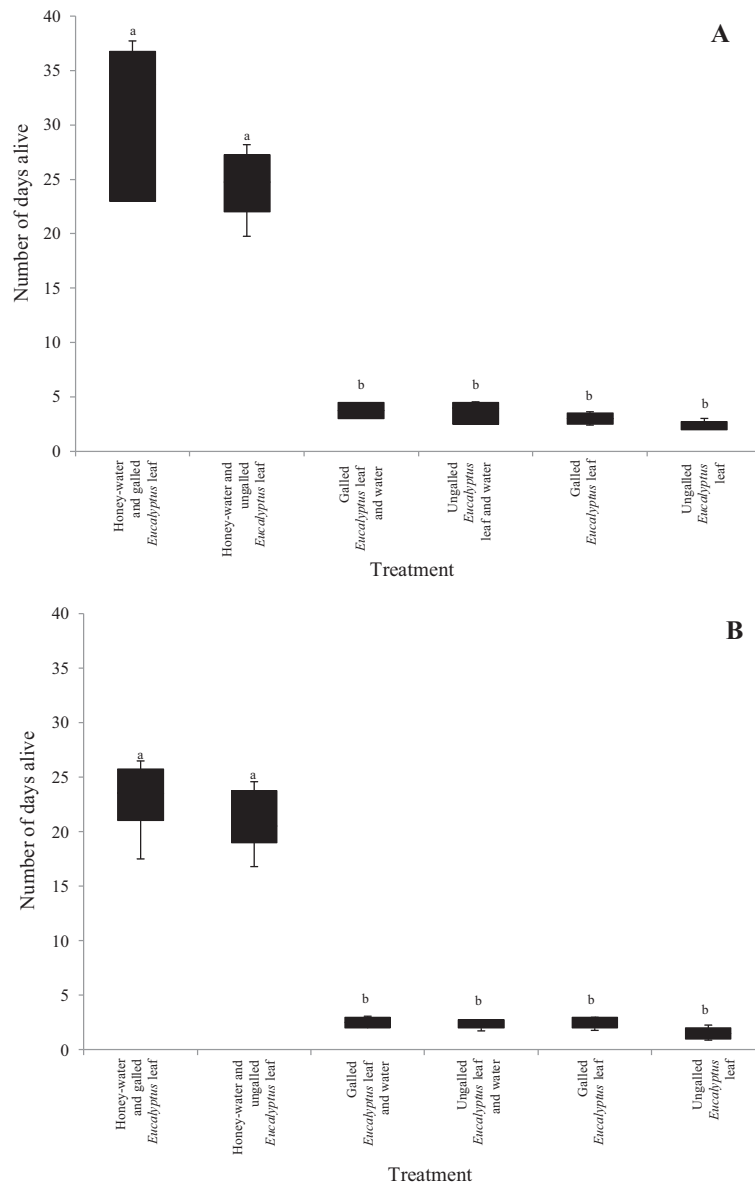 A
40
35
30
25
20
15
10
5
0
Number of days alive
a
a
b
b
b
b
Honey-water
and galled
Eucalyptus leaf
Honey-water and
ungalled
Eucalyptus leaf
Galled
Eucalyptus leaf
and water
Ungalled
Eucalyptus
leaf and water
Galled
Eucalyptus leaf
Ungalled
Eucalyptus
leaf
Treatment
B
40
35
30
25
20
15
10
5
0
Number of days alive
a
a
b
b
b
b
Honey-water
and galled
Eucalyptus leaf
Honey-water and
ungalled
Eucalyptus leaf
Galled
Eucalyptus leaf
and water
Ungalled
Eucalyptus leaf
and water
Galled
Eucalyptus leaf
Ungalled
Eucalyptus
leaf
Treatment